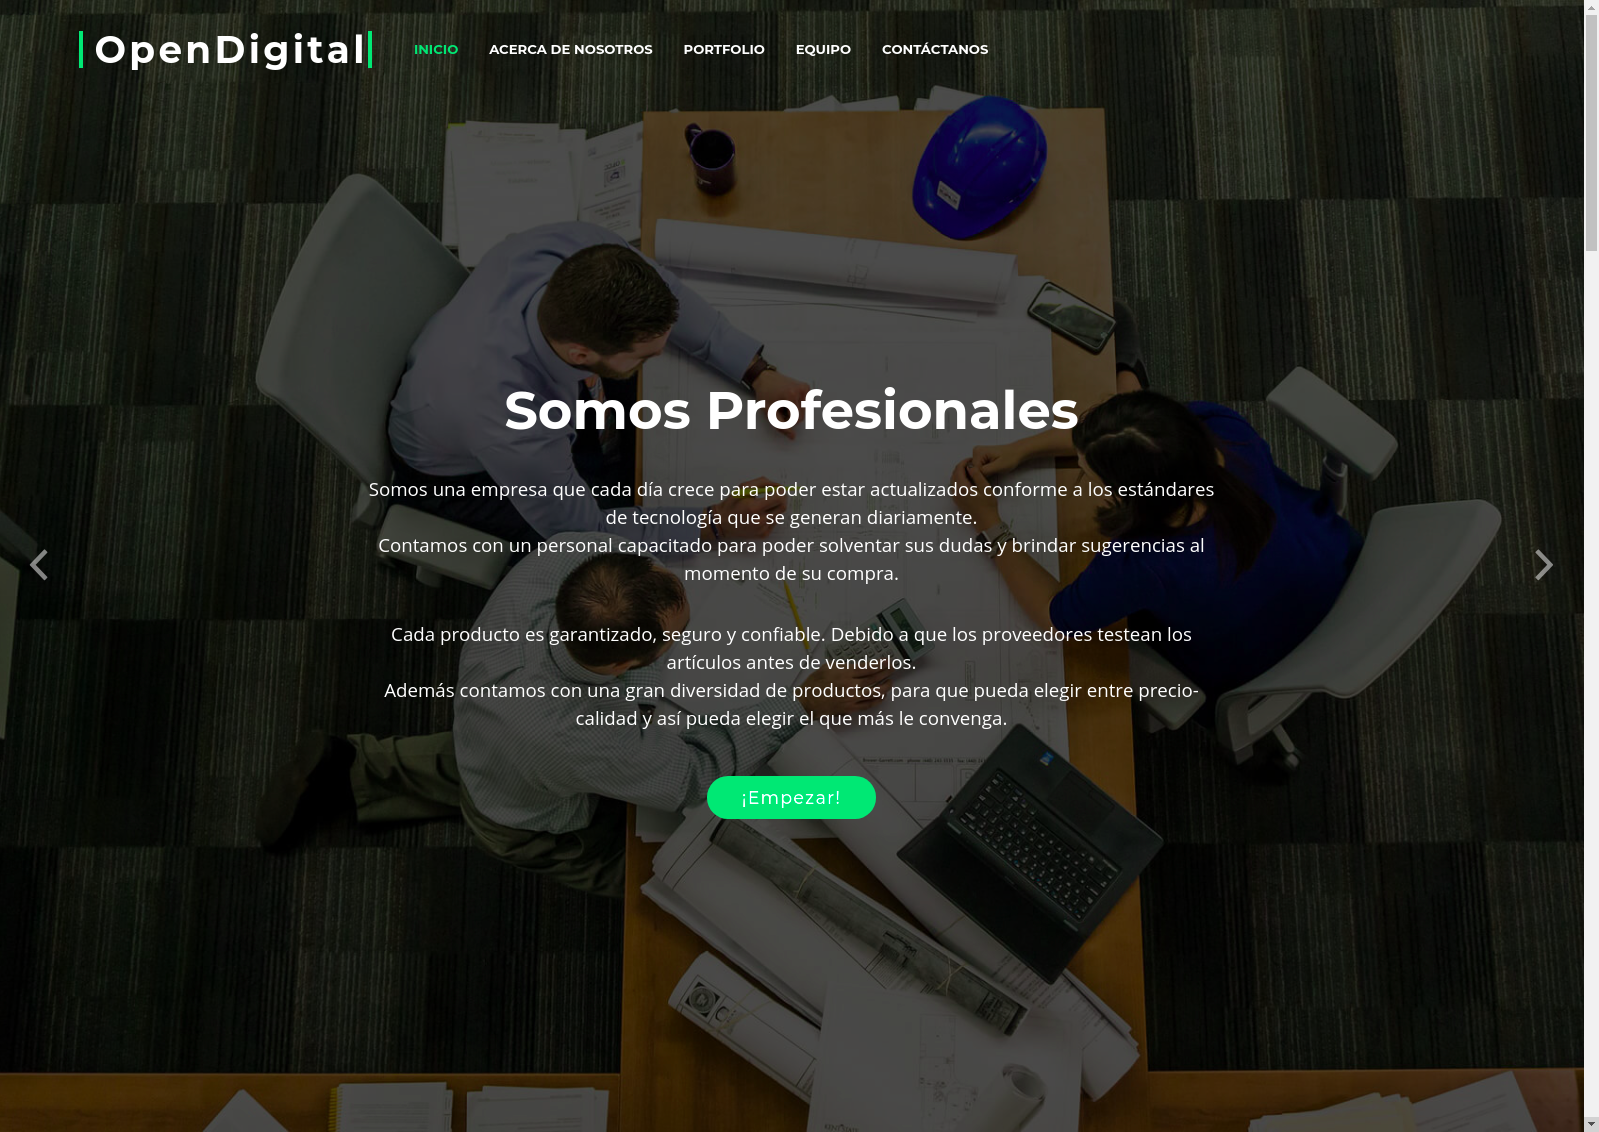 OpenDigital
INICIO ACERCA DE NOSOTROS PORTFOLIO EQUIPO CONTÁCTANOS
Somos Profesionales
Somos una empresa que cada día crece para poder estar actualizados conforme a los estándares
de tecnología que se generan diariamente.
Contamos con un personal capacitado para poder solventar sus dudas y brindar sugerencias al
momento de su compra.
Cada producto es garantizado, seguro y confiable. Debido a que los proveedores testean los
artículos antes de venderlos.
Además contamos con una gran diversidad de productos, para que pueda elegir entre precio-
calidad y así pueda elegir el que más le convenga.
¡Empezar!